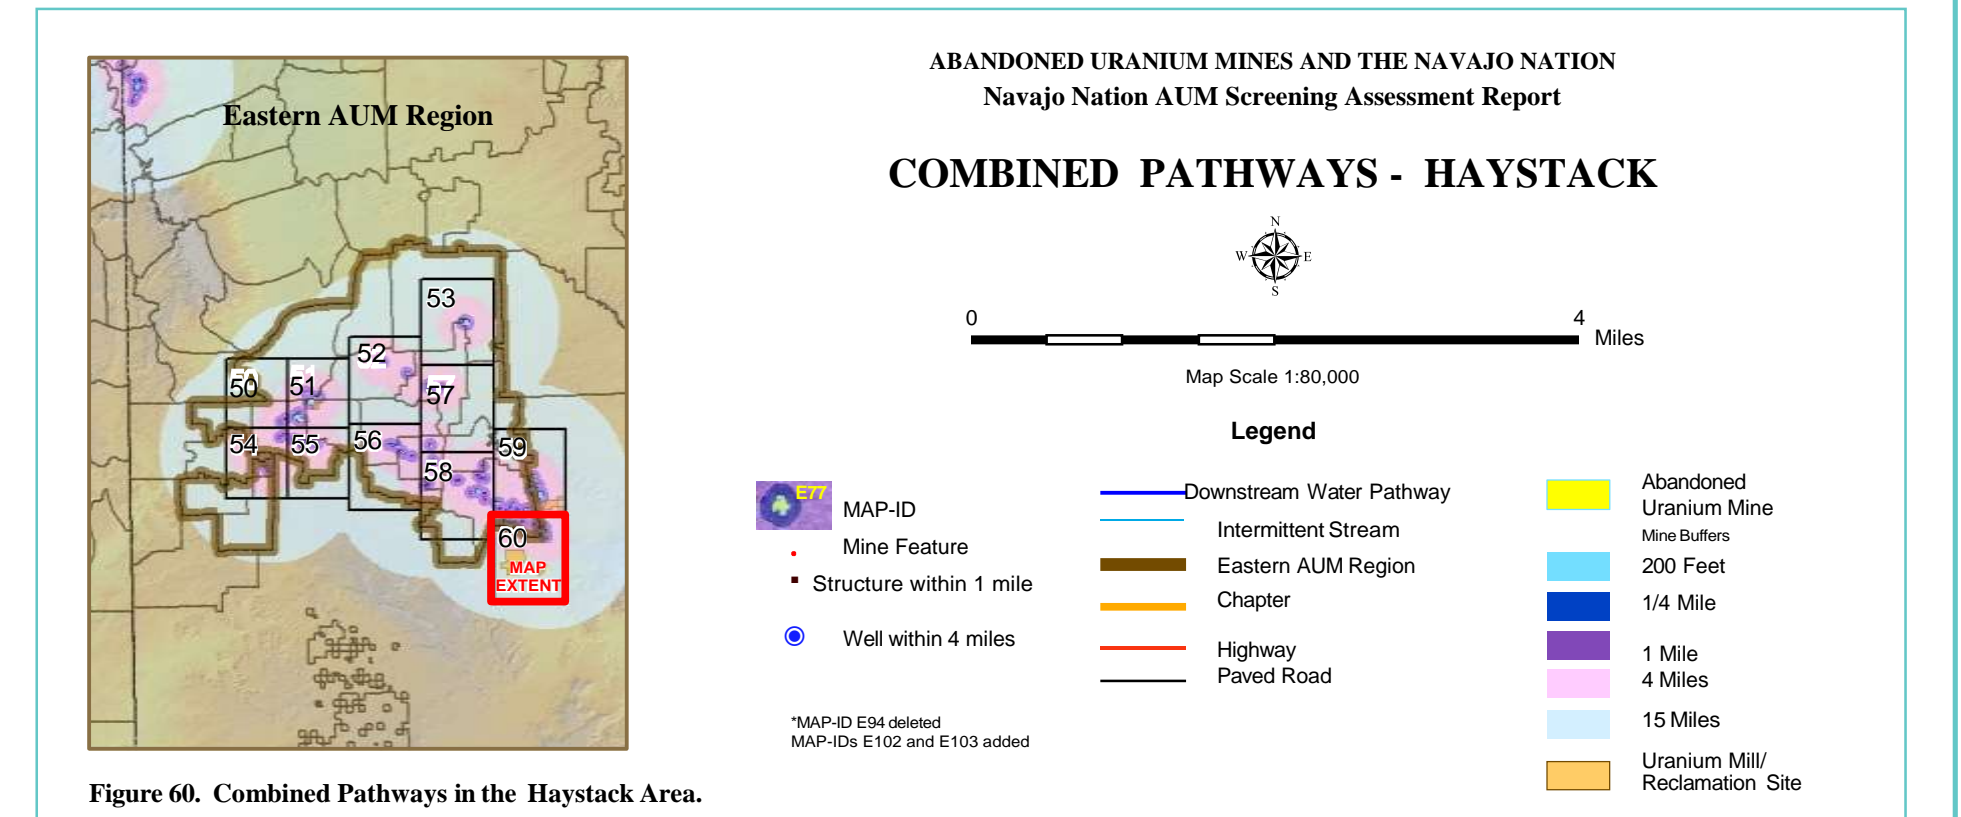 ABANDONED URANIUM MINES AND THE NAVAJO NATION
Navajo Nation AUM Screening Assessment Report
COMBINED PATHWAYS - HAYSTACK
N
W E
S
0 4
Miles
Map Scale 1:80,000
Eastern AUM Region
53
52
50
51
57
54
55
56
59
58
60
MAP
EXTENT
Legend
E77
MAP-ID
Mine Feature
Structure within 1 mile
Well within 4 miles
*MAP-ID E94 deleted
MAP-IDs E102 and E103 added
Downstream Water Pathway
Intermittent Stream
Eastern AUM Region
Chapter
Highway
Paved Road
Abandoned
Uranium Mine
Mine Buffers
200 Feet
1/4 Mile
1 Mile
4 Miles
15 Miles
Uranium Mill/
Reclamation Site
Figure 60. Combined Pathways in the Haystack Area.